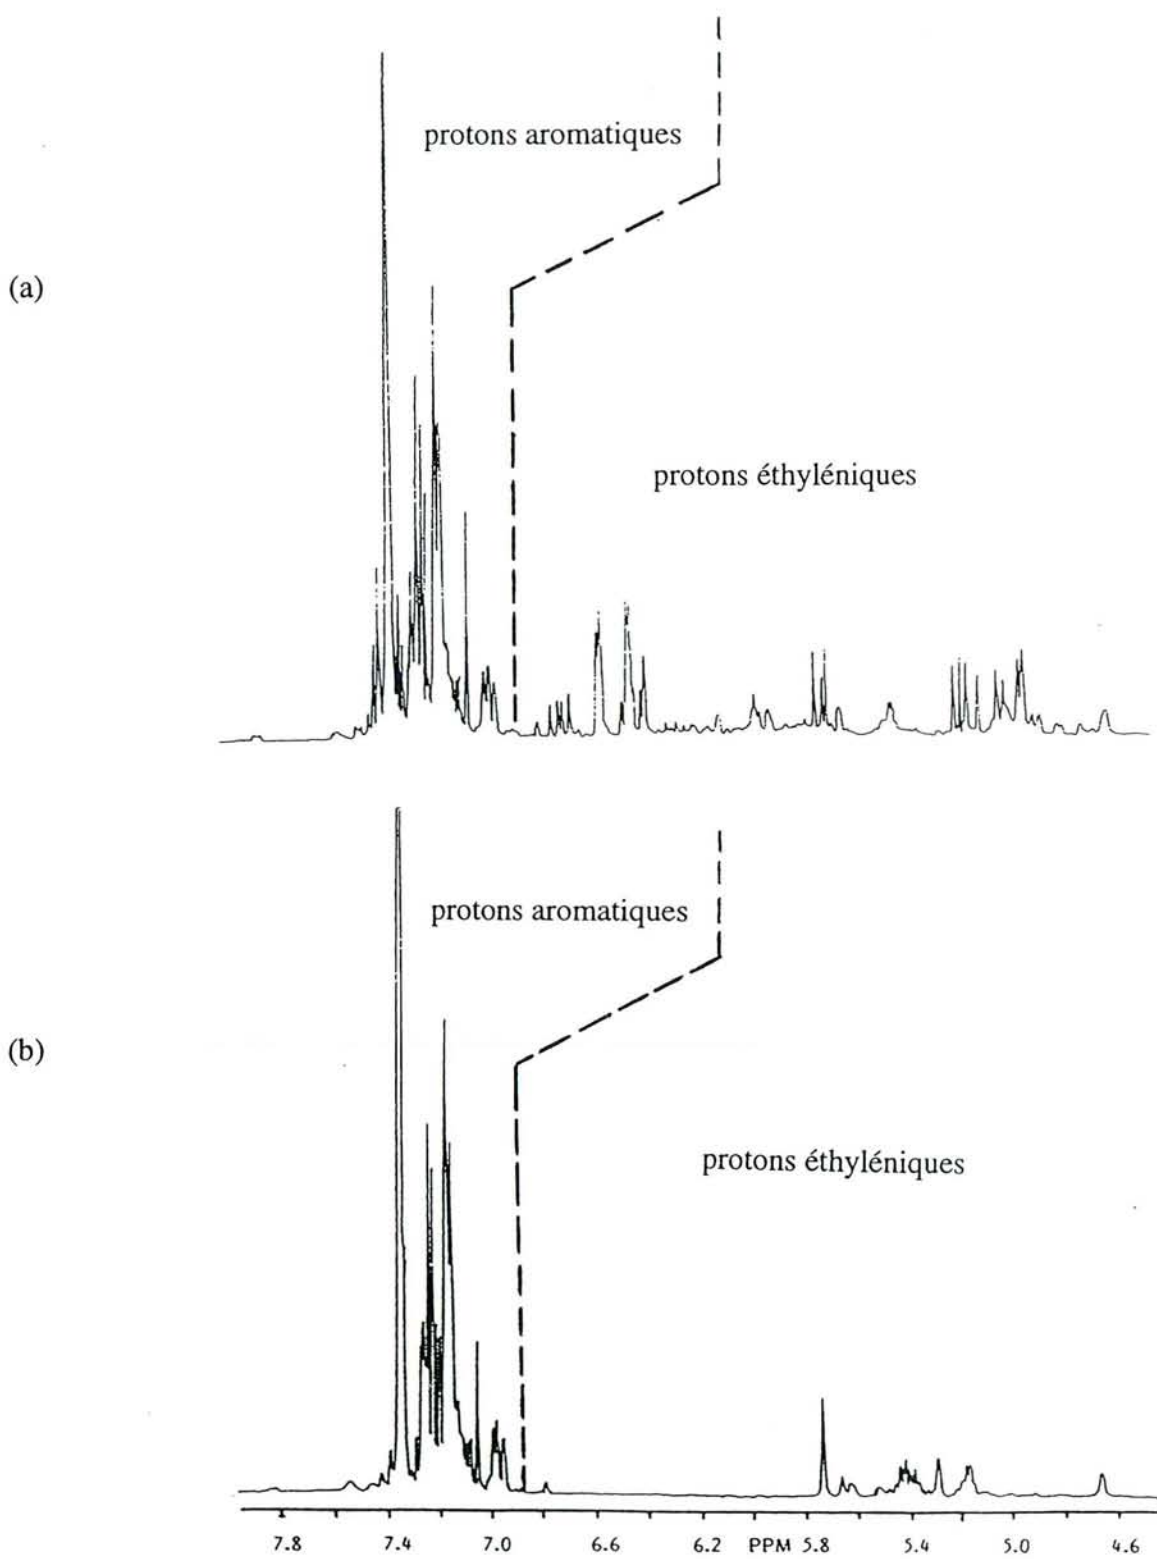 protons aromatiques
(a)
protons éthyléniques
protons aromatiques
(b)
protons éthyléniques
7.8 7.4 7.0 6.6 6.2 PPM 5.8 5.4 5.0 4.6